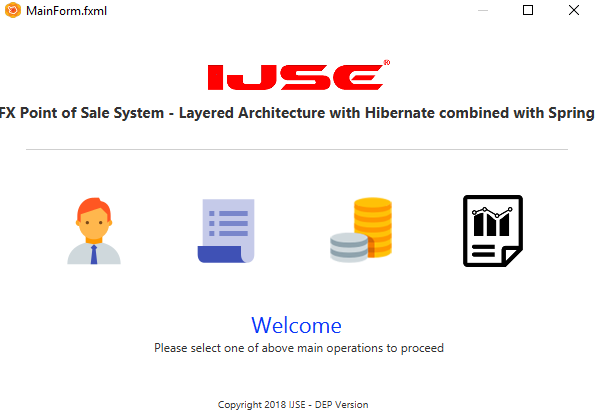 MainForm.fxml
IJSE®
FX Point of Sale System - Layered Architecture with Hibernate combined with Spring
Welcome
Please select one of above main operations to proceed
Copyright 2018 IJSE - DEP Version